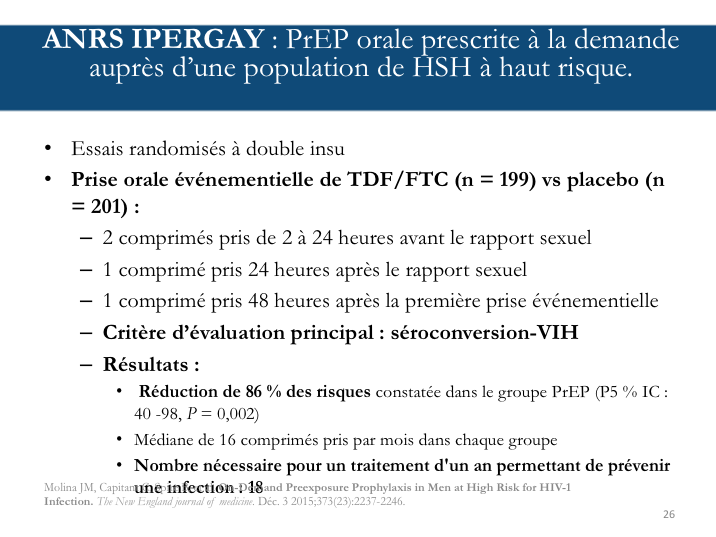 ANRS IPERGAY : PrEP orale prescrite à la demande
auprès d’une population de HSH à haut risque.
• Essais randomisés à double insu
• Prise orale événementielle de TDF/FTC (n = 199) vs placebo (n
= 201) :
– 2 comprimés pris de 2 à 24 heures avant le rapport sexuel
– 1 comprimé pris 24 heures après le rapport sexuel
– 1 comprimé pris 48 heures après la première prise événementielle
– Critère d’évaluation principal : séroconversion-VIH
– Résultats :
• Réduction de 86 % des risques constatée dans le groupe PrEP (P5 % IC :
40 -98, P = 0,002)
• Médiane de 16 comprimés pris par mois dans chaque groupe
• Nombre nécessaire pour un traitement d'un an permettant de prévenir
une infection : 18
Molina JM, Capitant On-Demand Preexposure Prophylaxis in Men at High Risk for HIV-1
Infection. The New England journal of medicine. Déc. 3 2015;373(23):2237-2246.
26